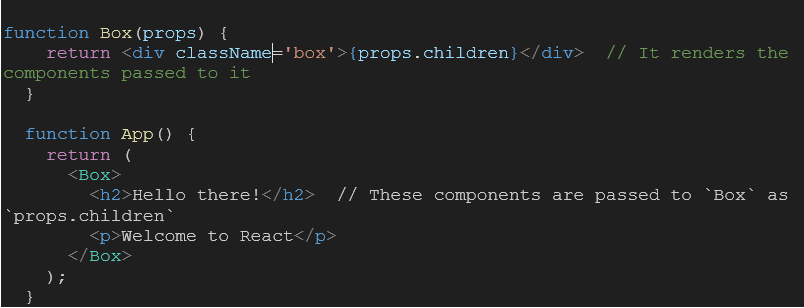 function Box(props) {
    return <div className='box'>{props.children}</div>  // It renders the
components passed to it
  }

  function App() {
    return (
      <Box>
        <h2>Hello there!</h2>  // These components are passed to `Box` as
`props.children`
        <p>Welcome to React</p>
      </Box>
    );
  }